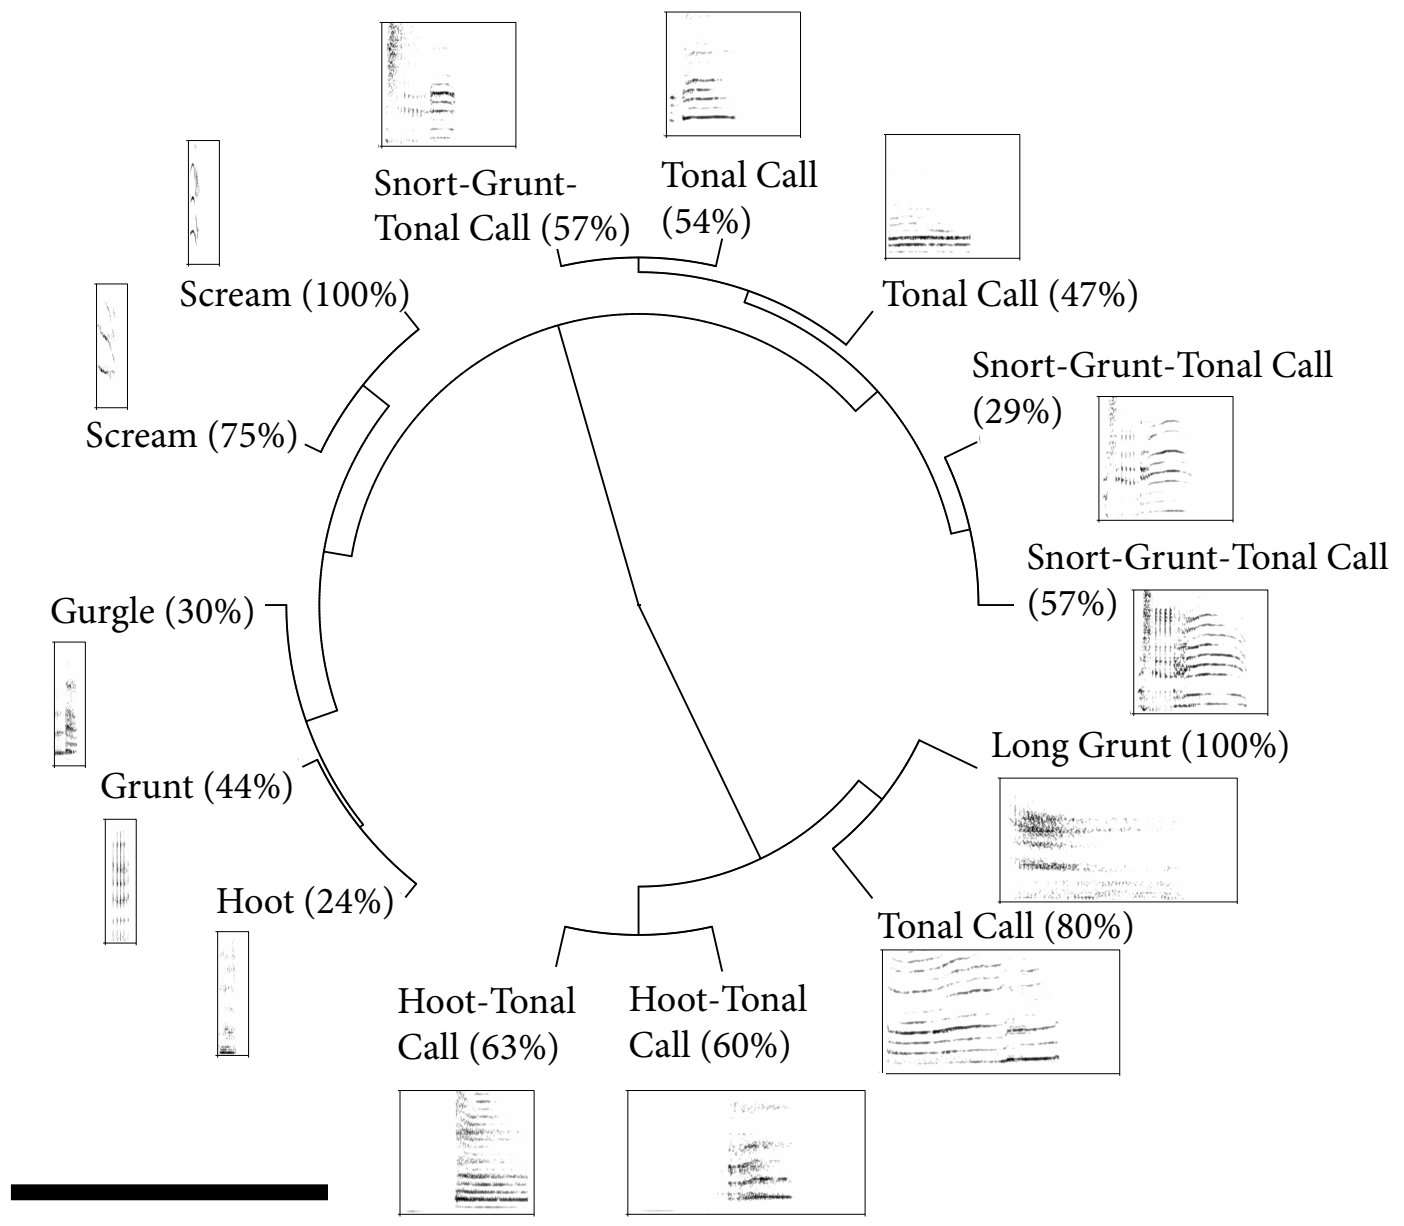 Snort-Grunt-
Tonal Call (57%)
Tonal Call
(54%)
Tonal Call (47%)
Scream (100%)
Snort-Grunt-Tonal Call
(29%)
Scream (75%)
Snort-Grunt-Tonal Call
(57%)
Gurgle (30%)
Long Grunt (100%)
Grunt (44%)
Hoot (24%)
Tonal Call (80%)
Hoot-Tonal
Call (63%)
Hoot-Tonal
Call (60%)